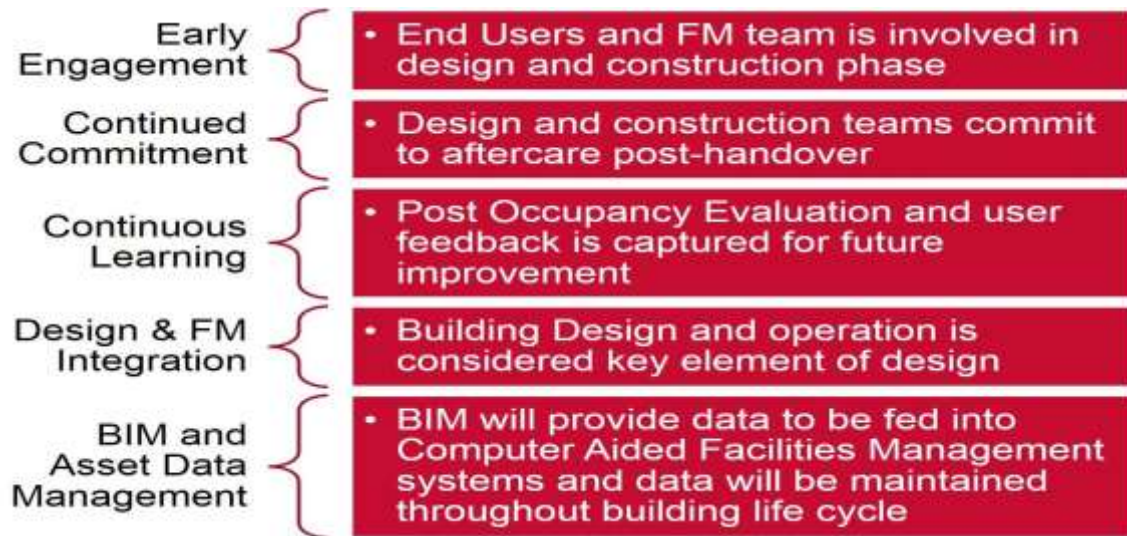 Early
Engagement
• End Users and FM team is involved in
design and construction phase
Continued
Commitment
• Design and construction teams commit
to aftercare post-handover
Continuous
Learning
• Post Occupancy Evaluation and user
feedback is captured for future
improvement
Design & FM
Integration
• Building Design and operation is
considered key element of design
BIM and
Asset Data
Management
• BIM will provide data to be fed into
Computer Aided Facilities Management
systems and data will be maintained
throughout building life cycle